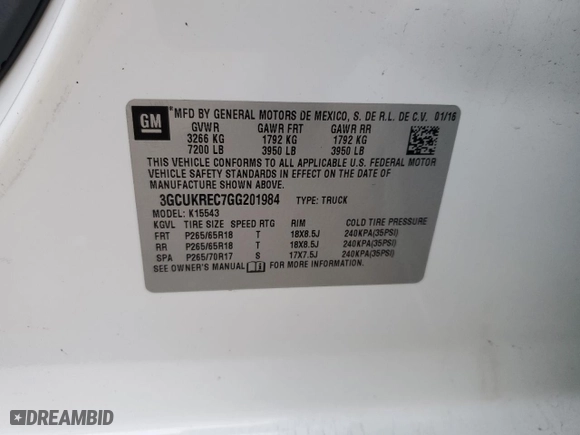 GM
® MFD BY GENERAL MOTORS DE MEXICO, S. DE R.L. DE C.V. 01/16
GVWR GAWR FRT GAWR RR
3266 KG 1792 KG 1792 KG
7200 LB 3950 LB 3950 LB
THIS VEHICLE CONFORMS TO ALL APPLICABLE U.S. FEDERAL MOTOR
VEHICLE SAFETY STANDARDS IN EFFECT ON THE DATE OF
MANUFACTURE SHOWN ABOVE.
3GCUKREC7GG201984 TYPE: TRUCK
MODEL: K15543
KGVL TIRE SIZE SPEED RTG RIM COLD TIRE PRESSURE
FRT P265/65R18 T 18X8.5J 240KPA(35PSI)
RR P265/65R18 T 18X8.5J 240KPA(35PSI)
SPA P265/70R17 S 17X7.5J 240KPA(35PSI)
SEE OWNER'S MANUAL FOR MORE INFORMATION.
DREAMBID